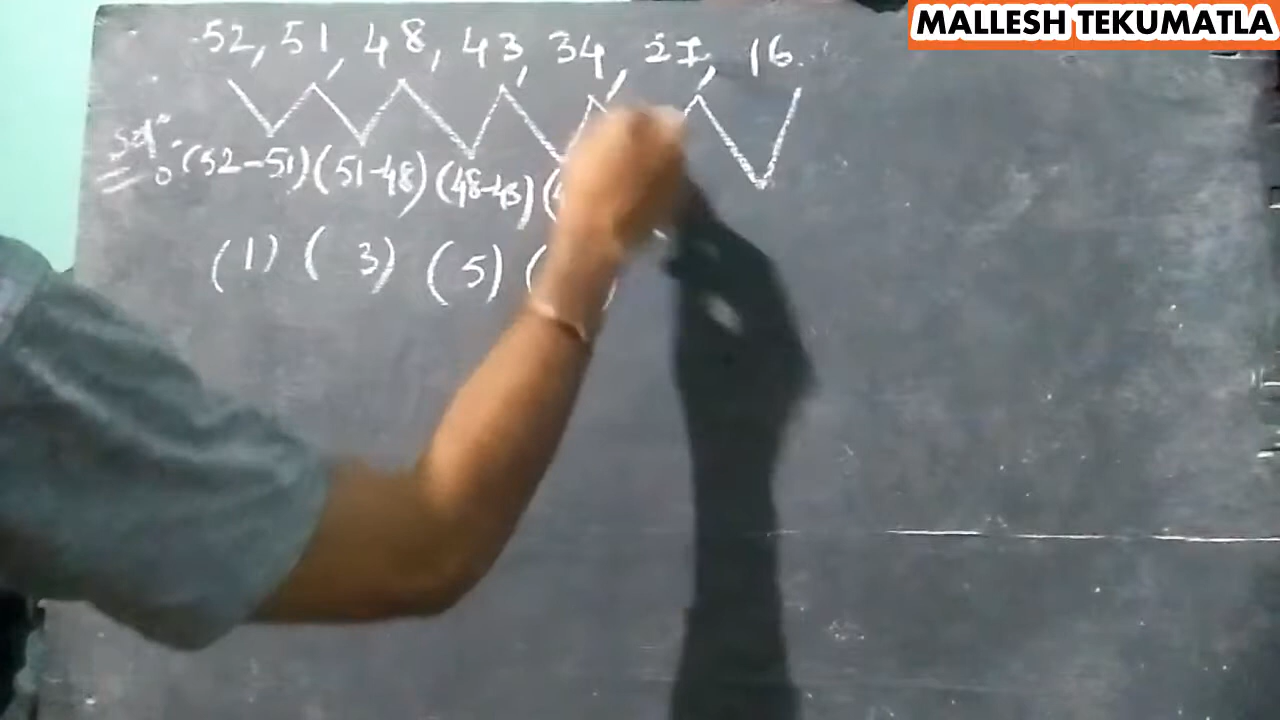 MALLESH TEKUMATLA
52, 51, 48, 43, 34, 27, 16.
Sol:- (52-51) (51-48) (48-43) (
(1) ( 3) (5) ( )